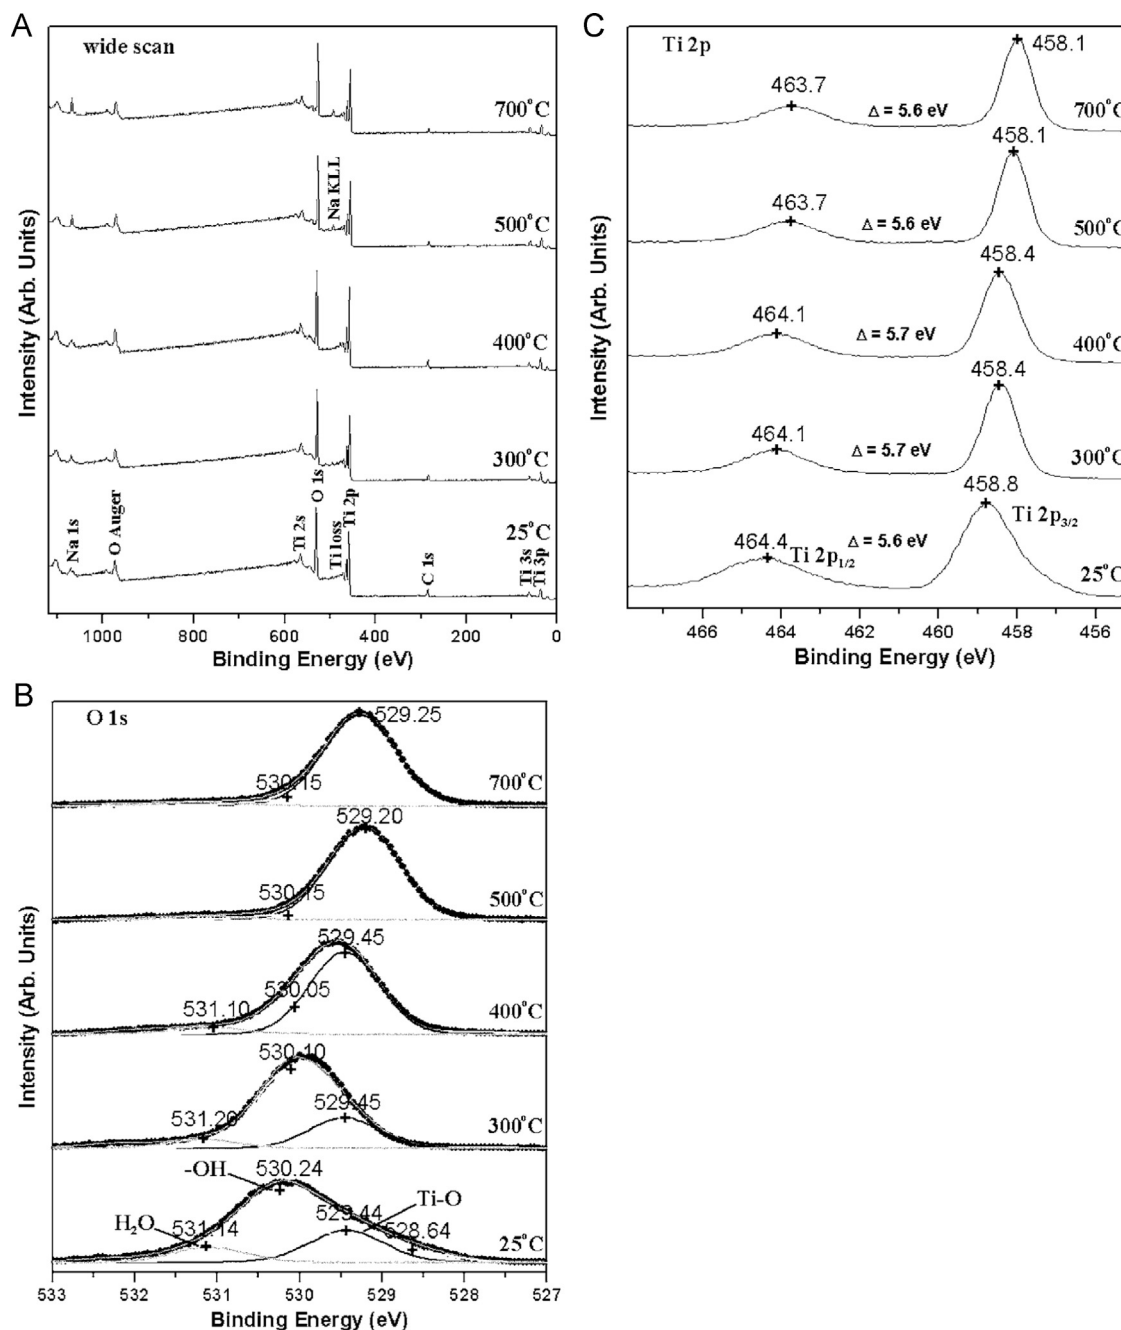 A
wide scan
700°C
Na KLL
500°C
400°C
300°C
O 1s
Na 1s
O Auger
Ti 2s
Ti loss
Ti 2p
25°C
C 1s
Ti 3s
Ti 3p
Intensity (Arb. Units)
1000 800 600 400 200 0
Binding Energy (eV)
C
Ti 2p
458.1
463.7
Δ = 5.6 eV
700°C
458.1
463.7
Δ = 5.6 eV
500°C
458.4
464.1
Δ = 5.7 eV
400°C
458.4
464.1
Δ = 5.7 eV
300°C
458.8
Ti 2p3/2
464.4
Δ = 5.6 eV
Ti 2p1/2
25°C
Intensity (Arb. Units)
466 464 462 460 458 456
Binding Energy (eV)
B
O 1s
529.25
530.15
700°C
529.20
530.15
500°C
529.45
530.05
531.10
400°C
530.10
529.45
531.20
300°C
-OH
530.24
Ti-O
H2O
531.14
529.44
528.64
25°C
Intensity (Arb. Units)
533 532 531 530 529 528 527
Binding Energy (eV)